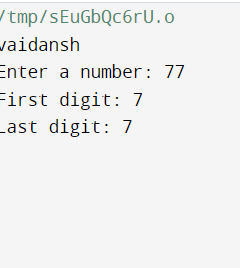 /tmp/sEuGbQc6rU.o
vaidansh
Enter a number: 77
First digit: 7
Last digit: 7